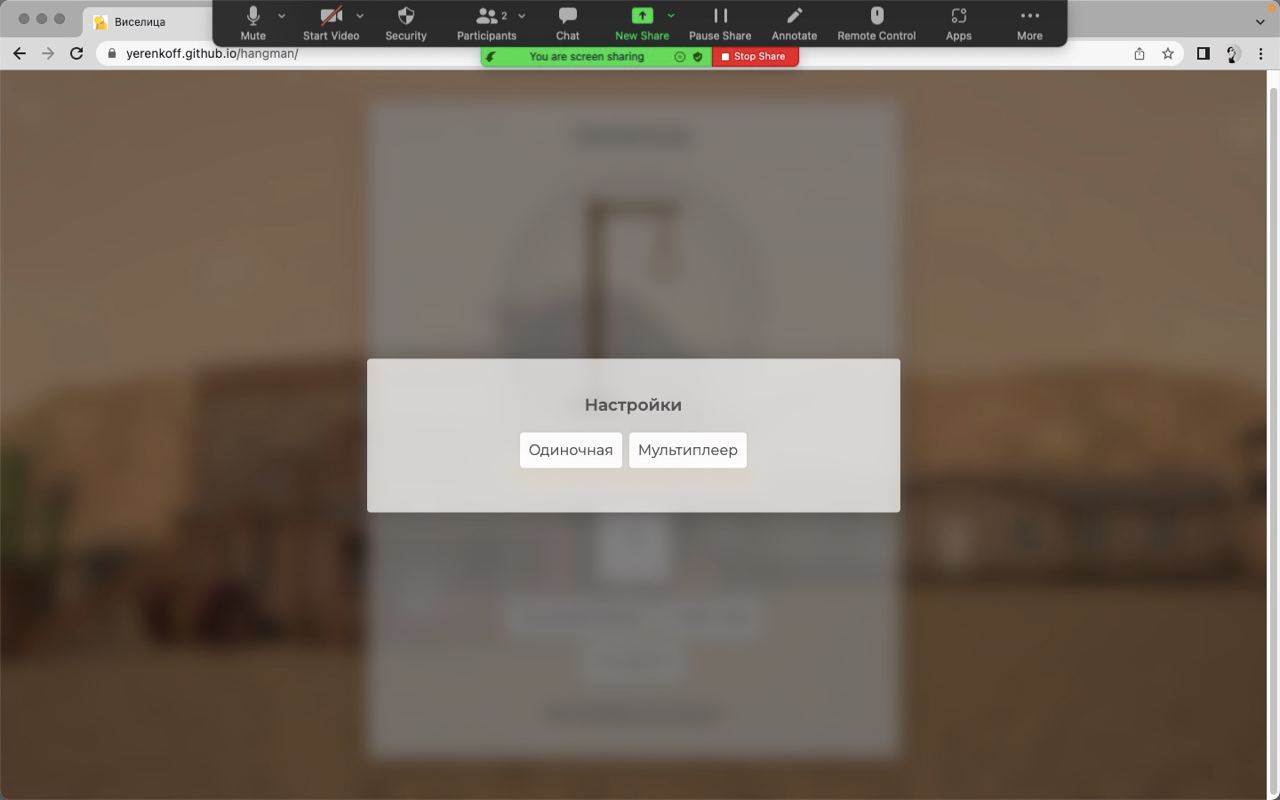 Виселица
Mute
Start Video
Security
Participants 2
Chat
New Share
Pause Share
Annotate
Remote Control
Apps
More
yerenkoff.github.io/hangman/
You are screen sharing
Stop Share
Настройки
Одиночная
Мультиплеер